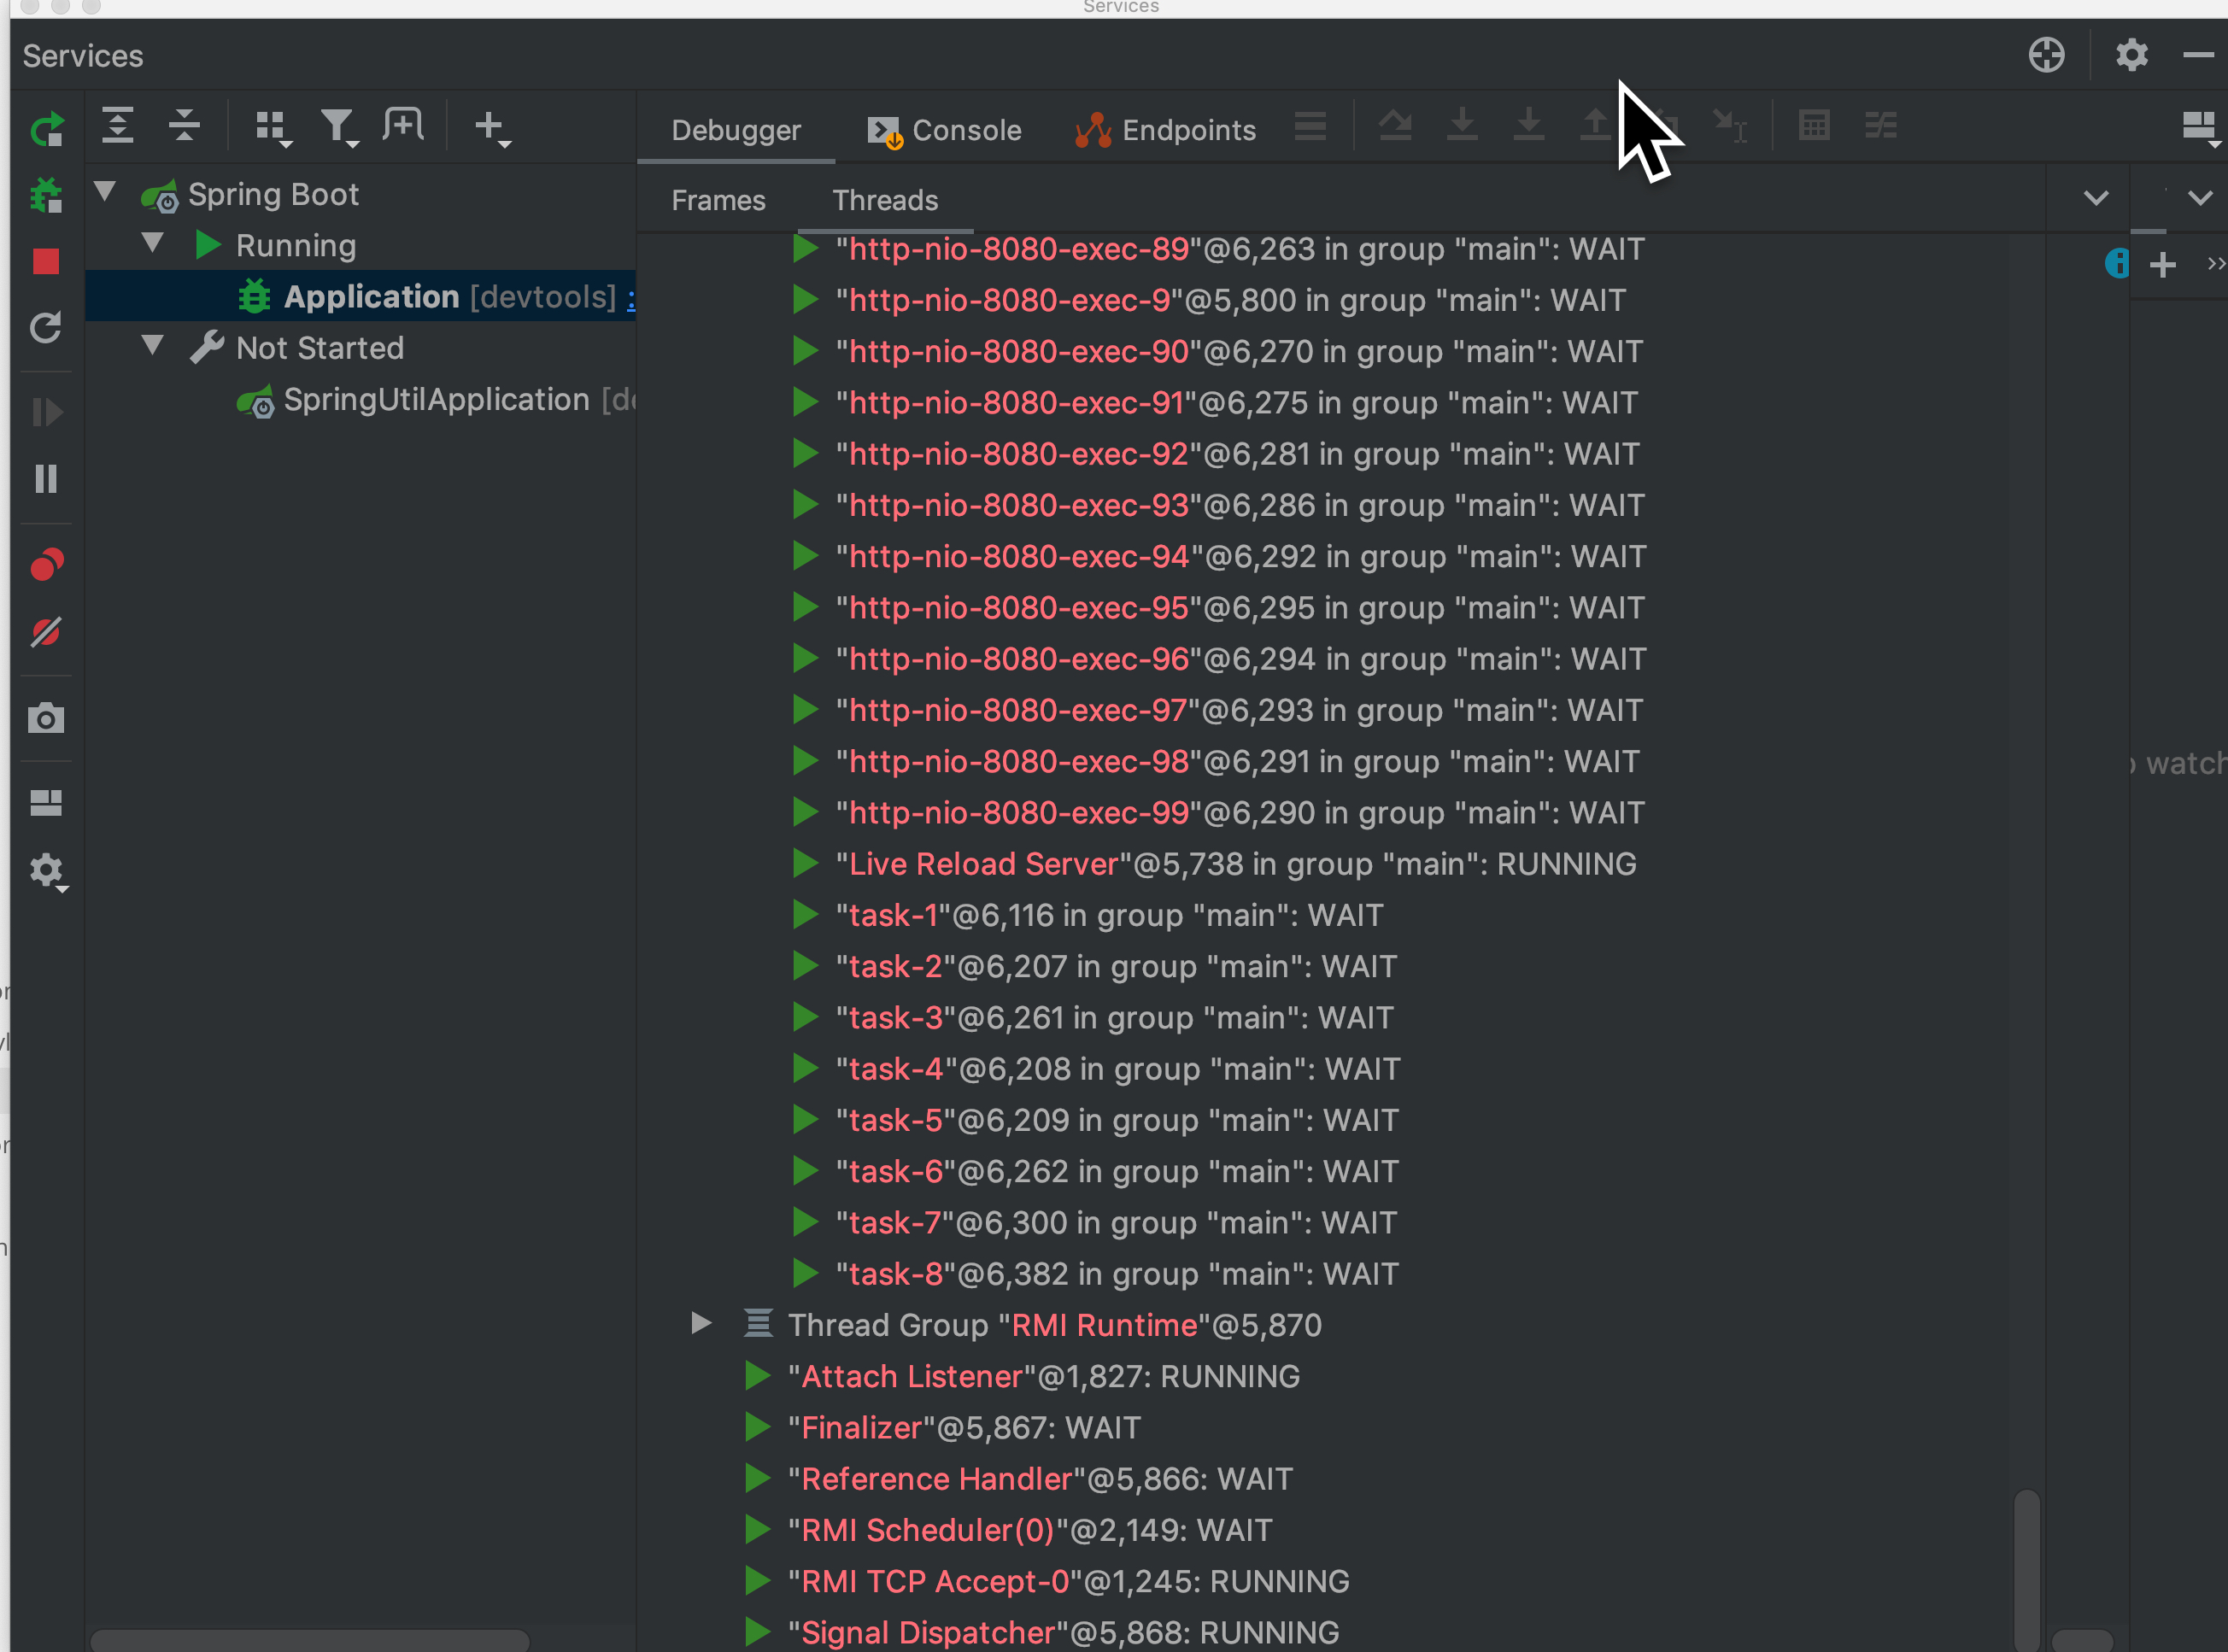 Services
Services
Debugger Console Endpoints
Spring Boot
Running
Application [devtools] :
Not Started
SpringUtilApplication
Frames Threads
"http-nio-8080-exec-89"@6,263 in group "main": WAIT
"http-nio-8080-exec-9"@5,800 in group "main": WAIT
"http-nio-8080-exec-90"@6,270 in group "main": WAIT
"http-nio-8080-exec-91"@6,275 in group "main": WAIT
"http-nio-8080-exec-92"@6,281 in group "main": WAIT
"http-nio-8080-exec-93"@6,286 in group "main": WAIT
"http-nio-8080-exec-94"@6,292 in group "main": WAIT
"http-nio-8080-exec-95"@6,295 in group "main": WAIT
"http-nio-8080-exec-96"@6,294 in group "main": WAIT
"http-nio-8080-exec-97"@6,293 in group "main": WAIT
"http-nio-8080-exec-98"@6,291 in group "main": WAIT
"http-nio-8080-exec-99"@6,290 in group "main": WAIT
"Live Reload Server"@5,738 in group "main": RUNNING
"task-1"@6,116 in group "main": WAIT
"task-2"@6,207 in group "main": WAIT
"task-3"@6,261 in group "main": WAIT
"task-4"@6,208 in group "main": WAIT
"task-5"@6,209 in group "main": WAIT
"task-6"@6,262 in group "main": WAIT
"task-7"@6,300 in group "main": WAIT
"task-8"@6,382 in group "main": WAIT
Thread Group "RMI Runtime"@5,870
"Attach Listener"@1,827: RUNNING
"Finalizer"@5,867: WAIT
"Reference Handler"@5,866: WAIT
"RMI Scheduler(0)"@2,149: WAIT
"RMI TCP Accept-0"@1,245: RUNNING
"Signal Dispatcher"@5,868: RUNNING